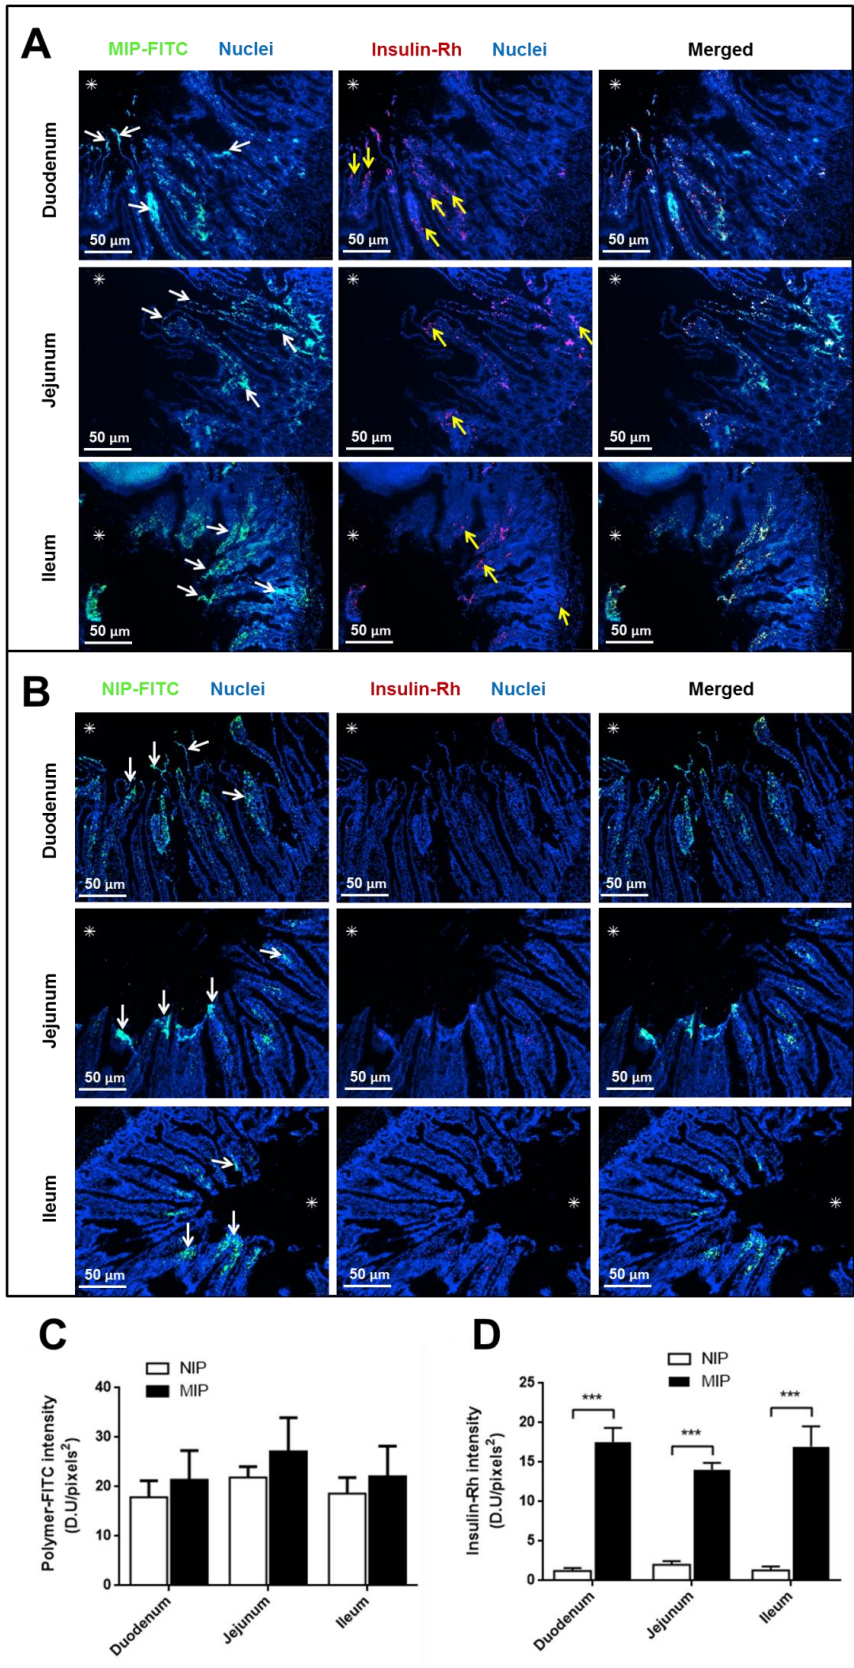 A
MIP-FITC Nuclei Insulin-Rh Nuclei Merged
Duodenum
50 µm 50 µm 50 µm
Jejunum
50 µm 50 µm 50 µm
Ileum
50 µm 50 µm 50 µm
B
NIP-FITC Nuclei Insulin-Rh Nuclei Merged
Duodenum
50 µm 50 µm 50 µm
Jejunum
50 µm 50 µm 50 µm
Ileum
50 µm 50 µm 50 µm
C
NIP
MIP
Polymer-FITC intensity
(D.U/pixels²)
40
30
20
10
0
Duodenum Jejunum Ileum
D
NIP
MIP
Insulin-Rh intensity
(D.U/pixels²)
25
20
15
10
5
0
*** *** ***
Duodenum Jejunum Ileum